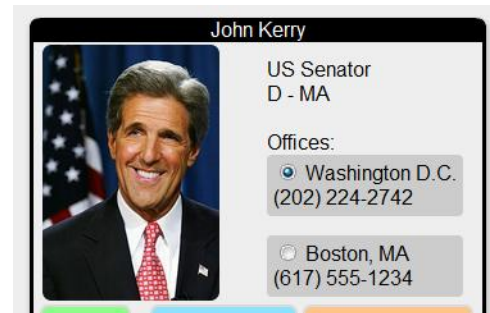 John Kerry
US Senator
D - MA
Offices:
Washington D.C.
(202) 224-2742
Boston, MA
(617) 555-1234